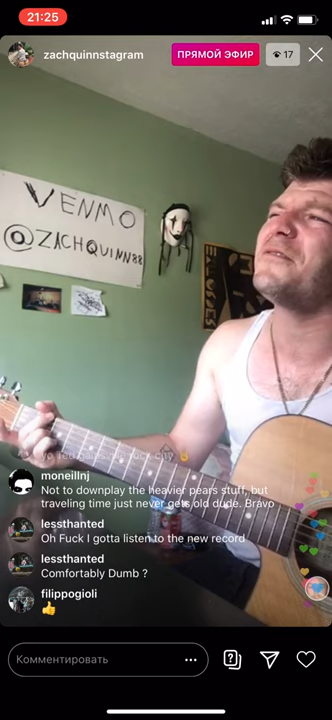 21:25
zachquinnstagram
ПРЯМОЙ ЭФИР
17
VENMO
@ZACHQUINN88
moneillnj
Not to downplay the heavier pears stuff, but
traveling time just never gets old dude. Bravo
lessthanted
Oh Fuck I gotta listen to the new record
lessthanted
Comfortably Dumb ?
filippogioli
👍
Комментировать